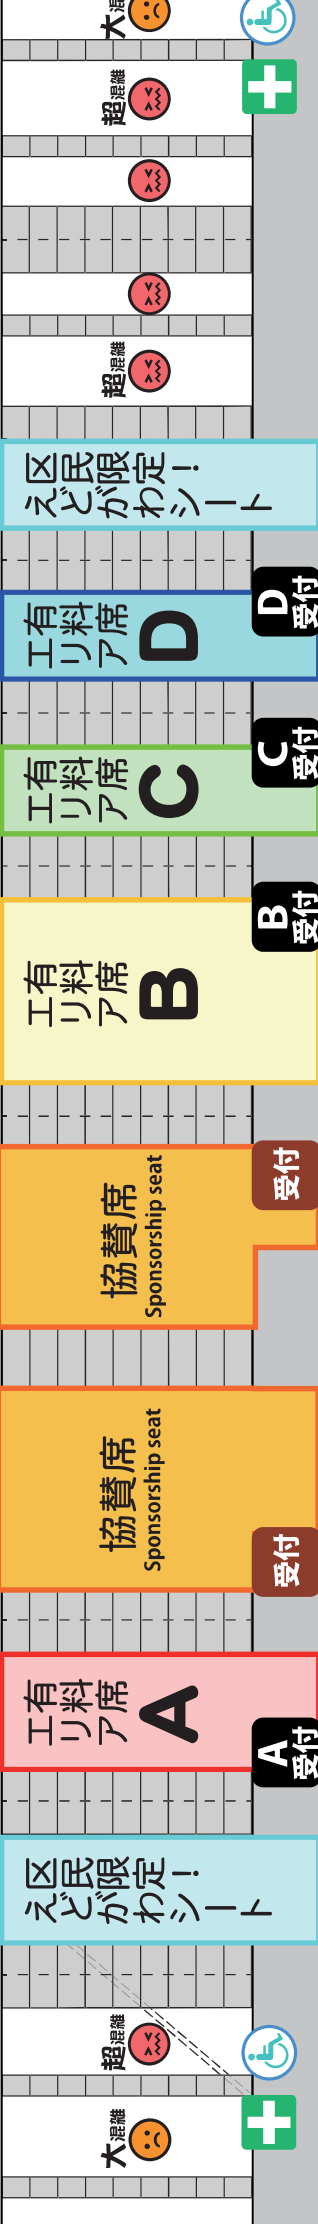 大混
超混雑
超混雑
区民限定！
えどがわシート
有料席
エリア
D
D
受付
有料席
エリア
C
C
受付
有料席
エリア
B
B
受付
協賛席
Sponsorship seat
受付
協賛席
Sponsorship seat
受付
有料席
エリア
A
A
受付
区民限定！
えどがわシート
超混雑
大混雑